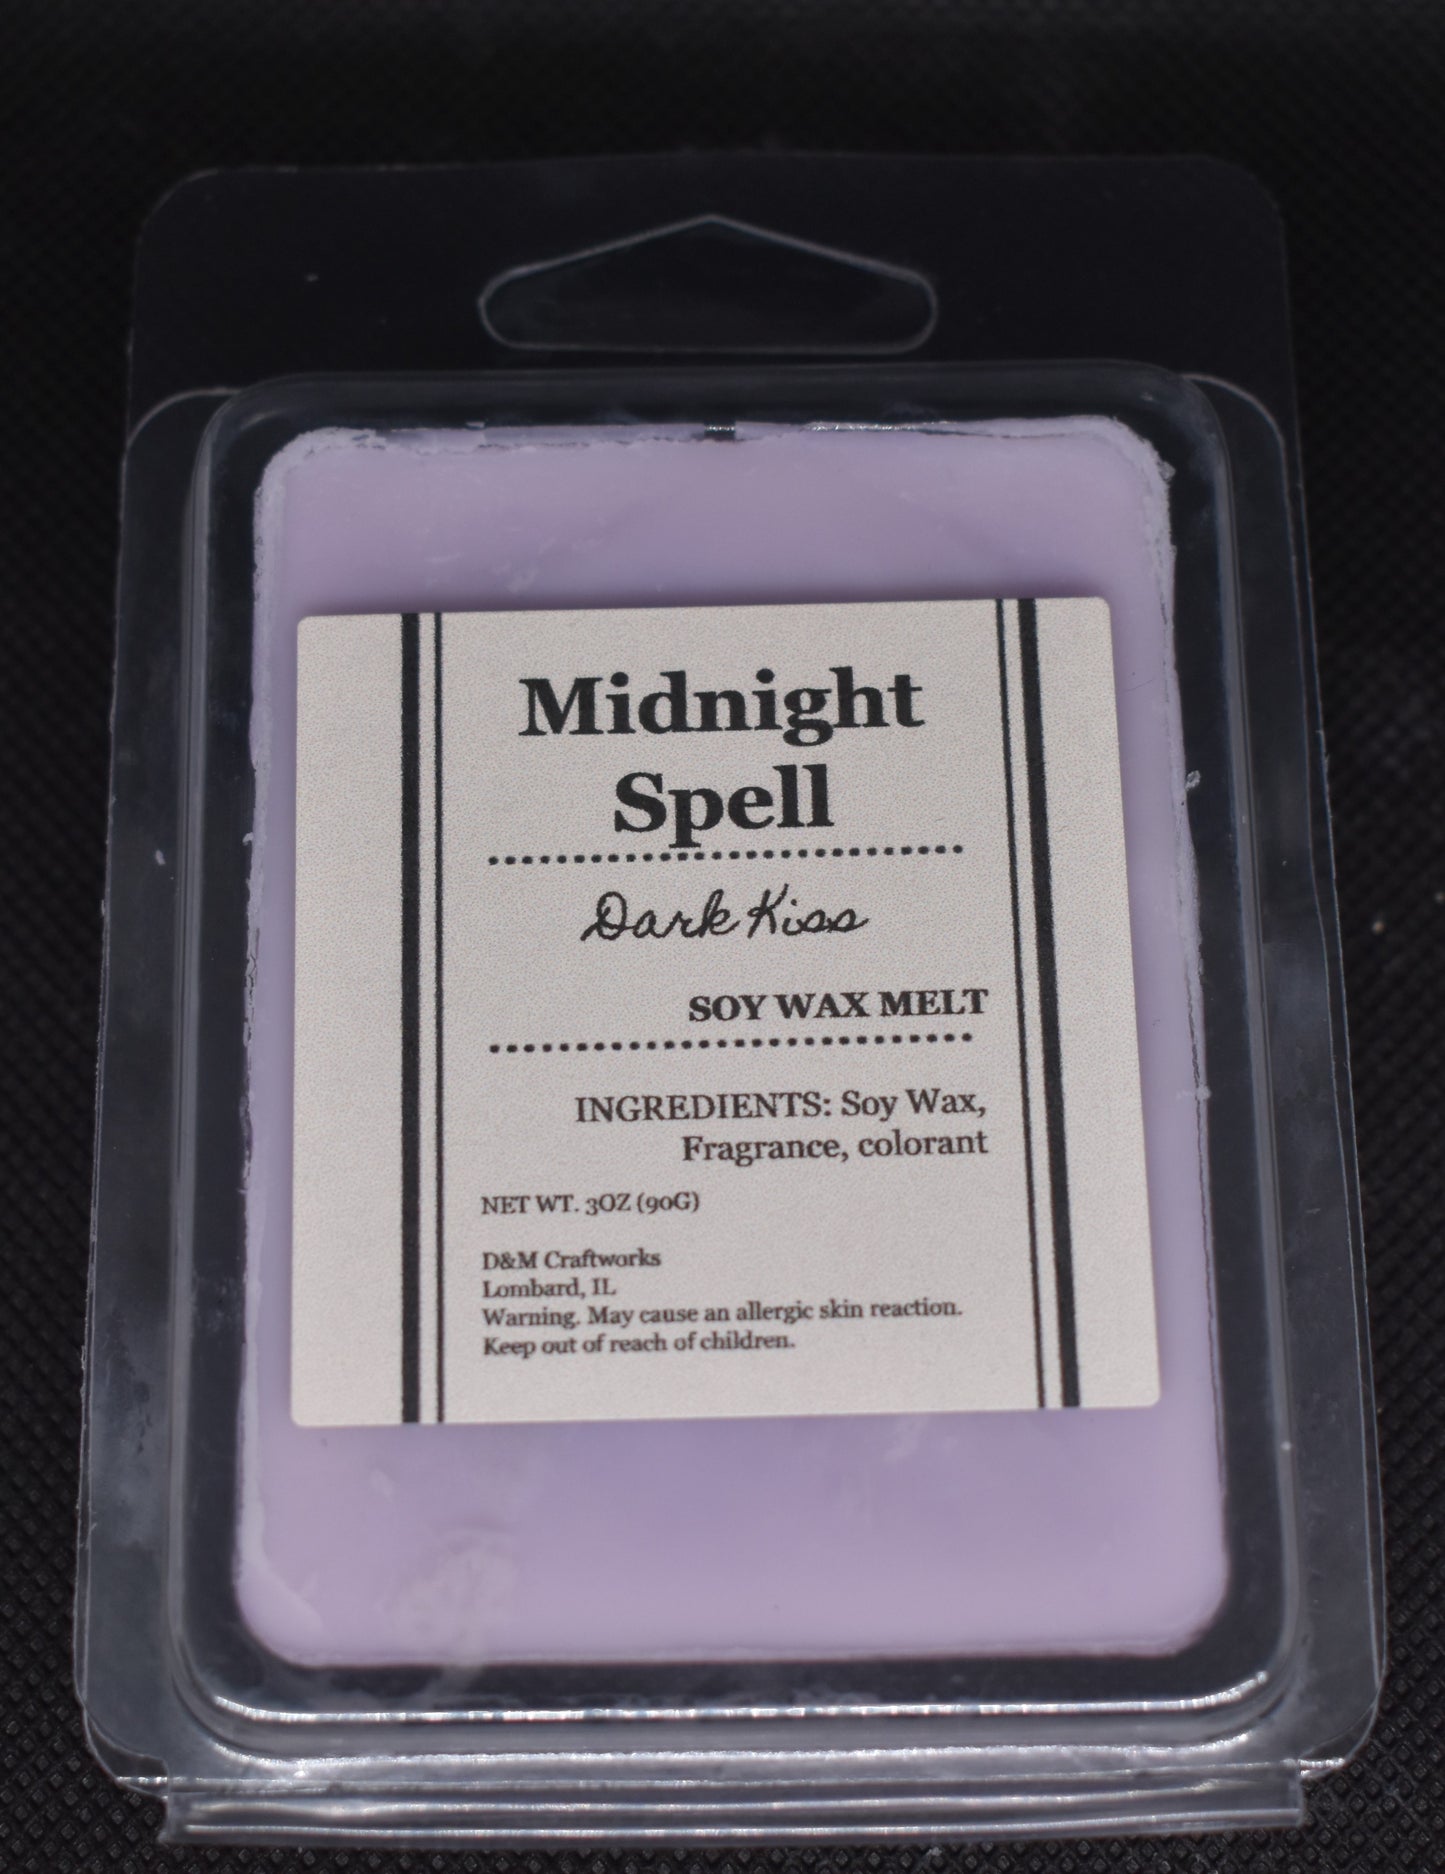 Midnight
Spell
Dark Kiss
SOY WAX MELT
INGREDIENTS: Soy Wax,
Fragrance, colorant
NET WT. 3OZ (90G)
D&M Craftworks
Lombard, IL
Warning. May cause an allergic skin reaction.
Keep out of reach of children.